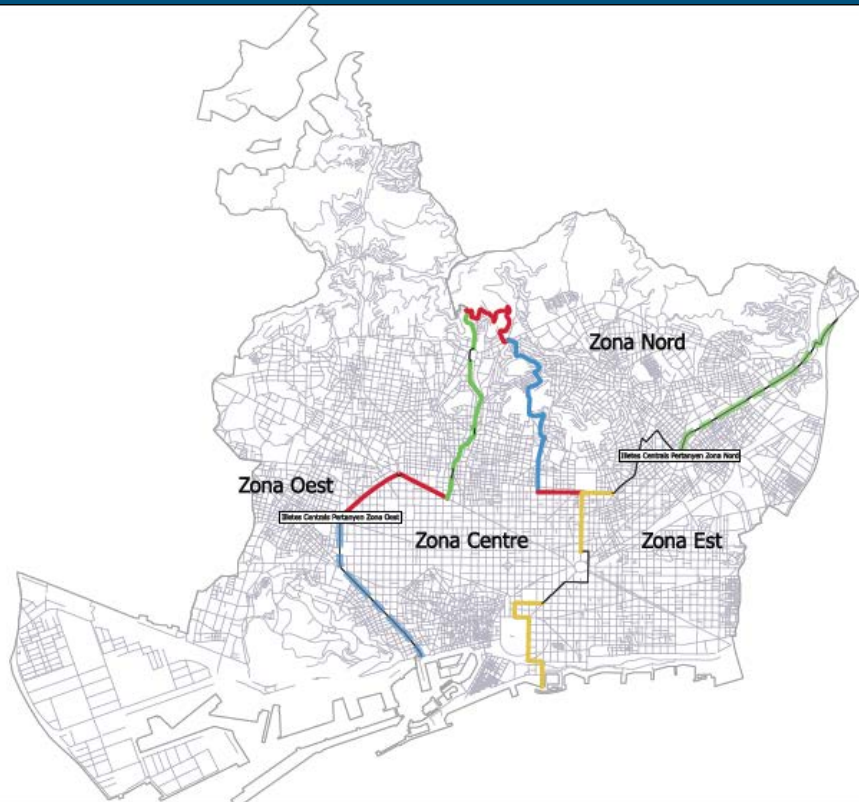 Zona Nord
Illetes Centrals Pertanyen Zona Nord
Zona Oest
Illetes Centrals Pertanyen Zona Oest
Zona Centre
Zona Est